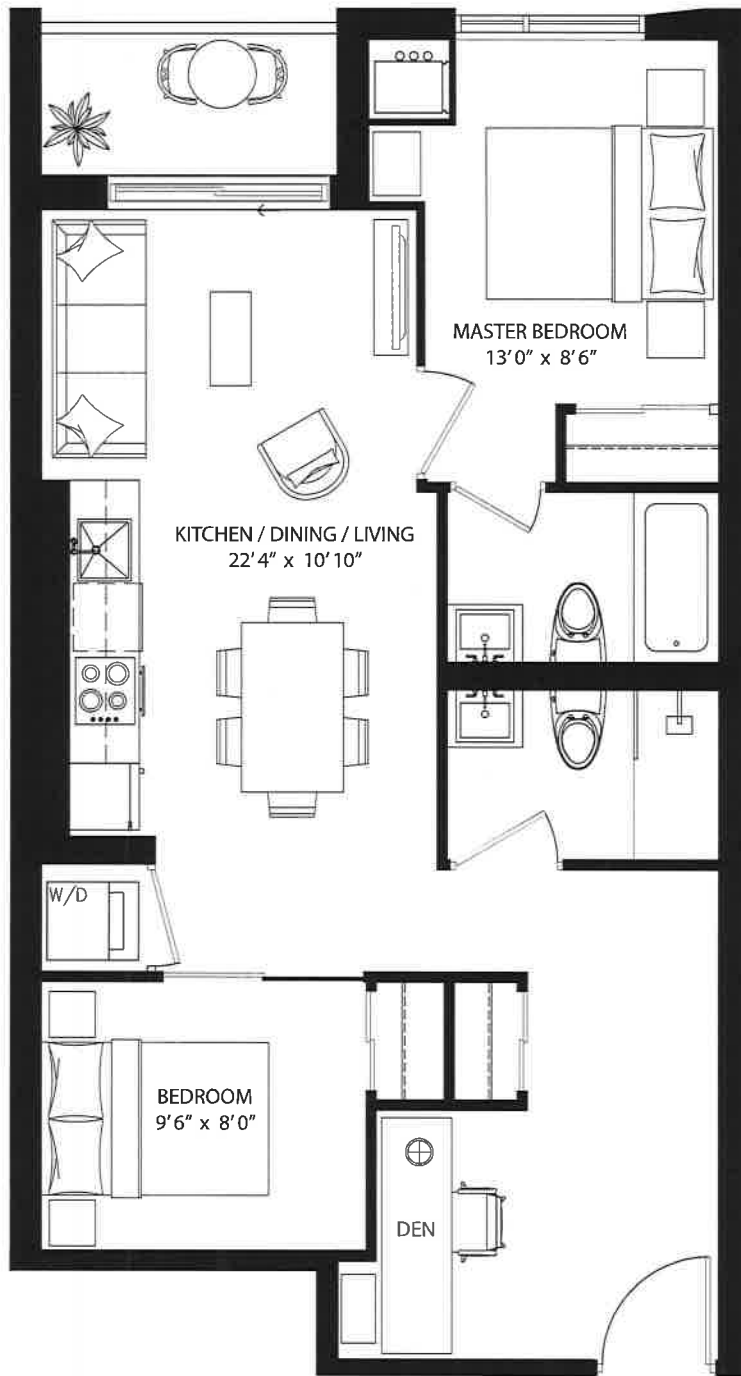 MASTER BEDROOM
13'0" x 8'6"
KITCHEN / DINING / LIVING
22'4" x 10'10"
W/D
BEDROOM
9'6" x 8'0"
DEN